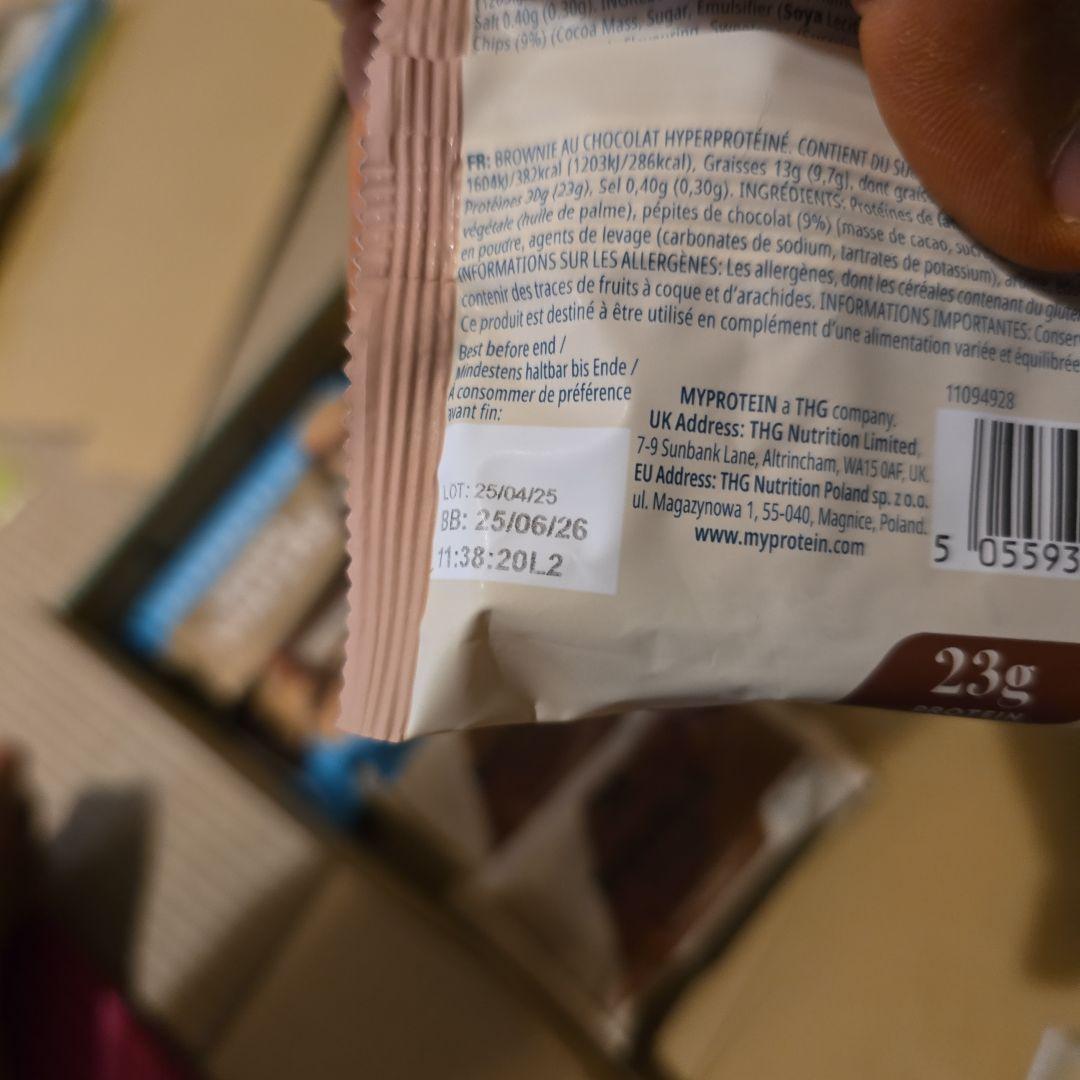 Salt 0.40g (0.30g).
Chips (9%) (Cocoa Mass, Sugar, Emulsifier (Soya
FR: BROWNIE AU CHOCOLAT HYPERPROTÉINÉ. CONTIENT DU
1604kJ/382kcal (1203kJ/286kcal), Graisses 13g (9,7g), dont
Protéines 30g (23g), Sel 0,40g (0,30g). INGRÉDIENTS: Protéines de
végétale (huile de palme), pépites de chocolat (9%) (masse de cacao,
en poudre, agents de levage (carbonates de sodium, tartrates de potassium),
INFORMATIONS SUR LES ALLERGÈNES: Les allergènes, dont les céréales contenant du
contenir des traces de fruits à coque et d'arachides. INFORMATIONS IMPORTANTES:
Ce produit est destiné à être utilisé en complément d'une alimentation variée et équilibrée
Best before end /
Mindestens haltbar bis Ende /
A consommer de préférence
avant fin:
LOT: 25/04/25
BB: 25/06/26
11:38:20L2
MYPROTEIN a THG company.
UK Address: THG Nutrition Limited,
7-9 Sunbank Lane, Altrincham, WA15 0AF, UK.
EU Address: THG Nutrition Poland sp. z o.o.
ul. Magazynowa 1, 55-040, Magnice, Poland.
www.myprotein.com
11094928
5 05593
23g
PROTEIN